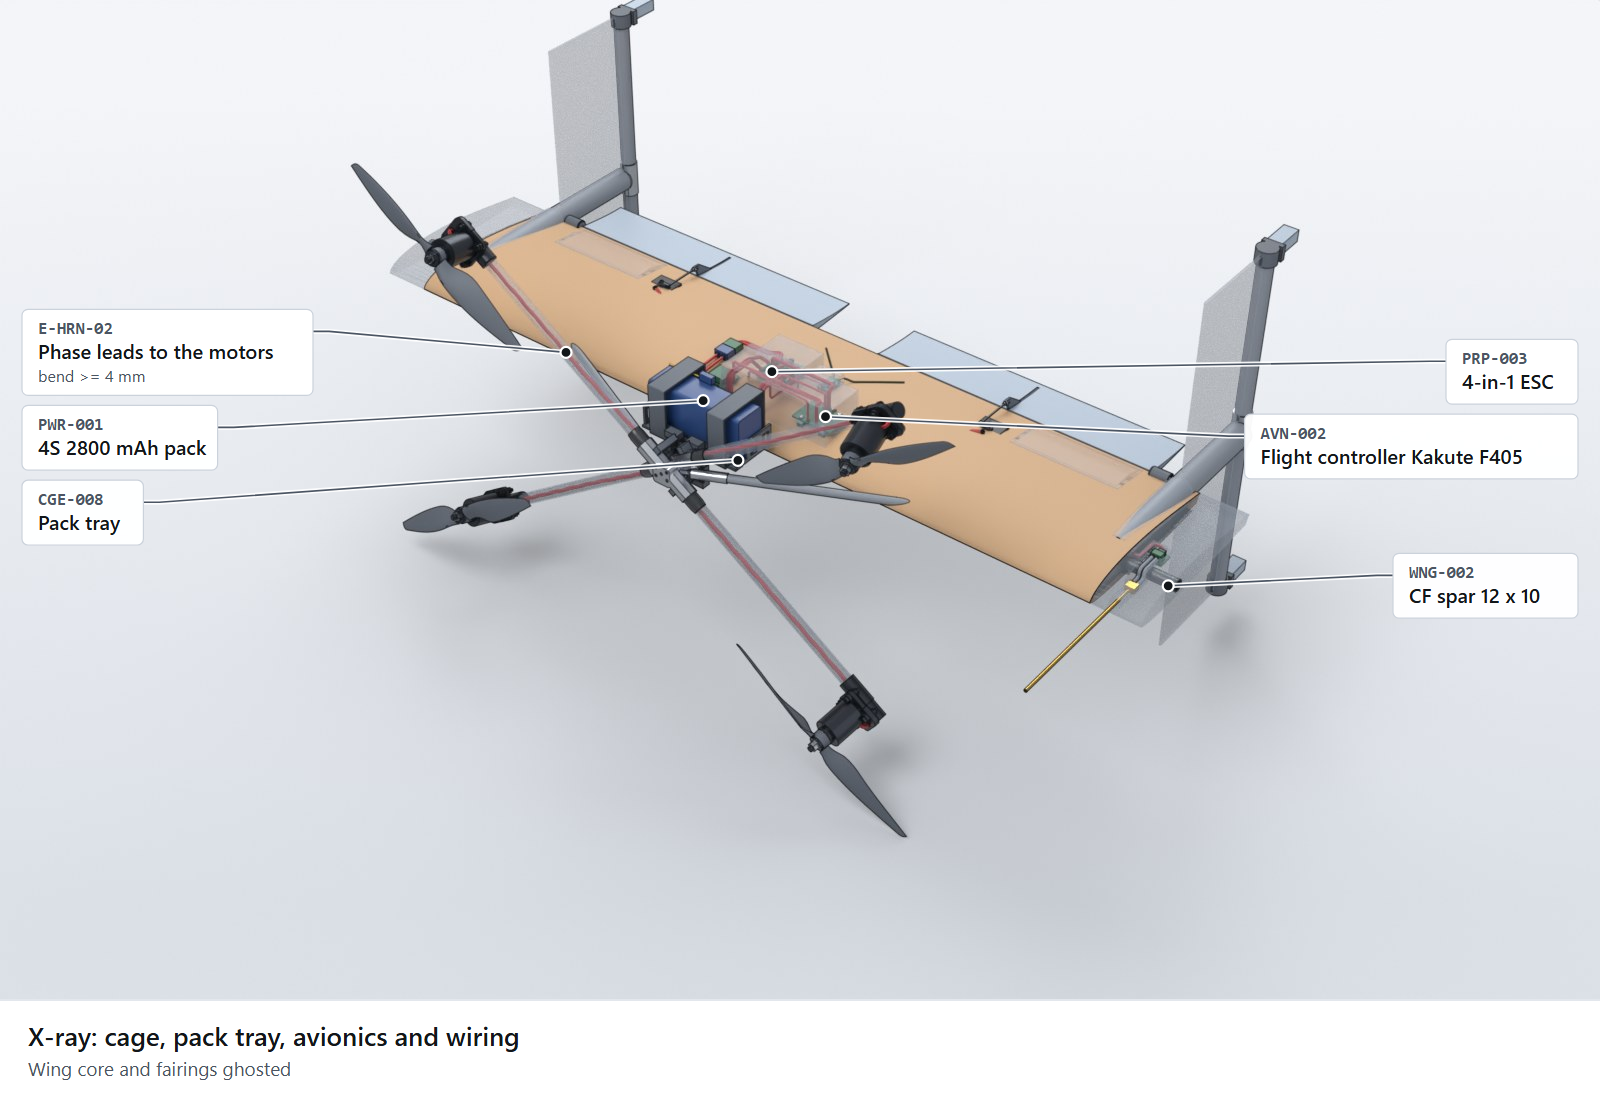 E-HRN-02
Phase leads to the motors
bend >= 4 mm
PWR-001
4S 2800 mAh pack
CGE-008
Pack tray
PRP-003
4-in-1 ESC
AVN-002
Flight controller Kakute F405
WNG-002
CF spar 12 x 10
X-ray: cage, pack tray, avionics and wiring
Wing core and fairings ghosted